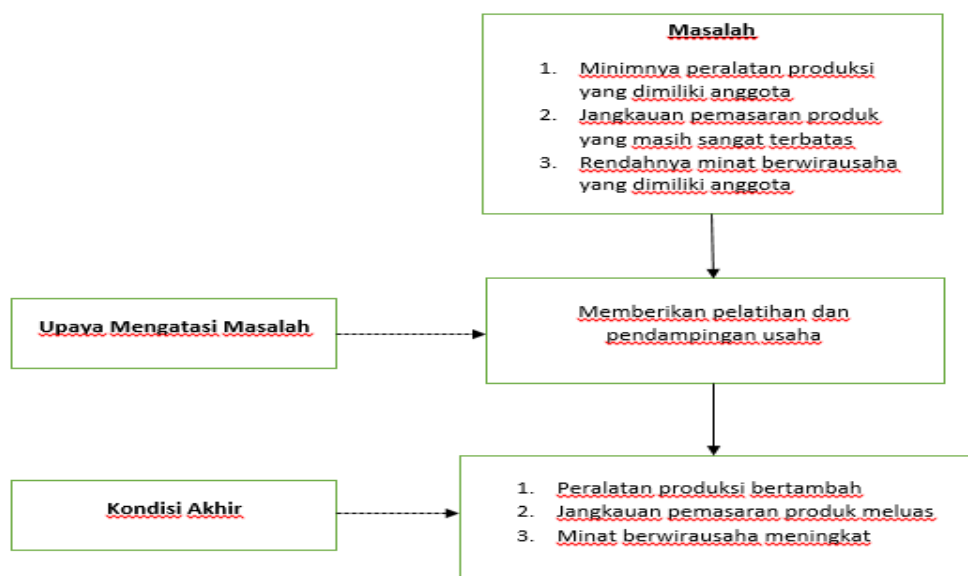 Masalah
1. Minimnya peralatan produksi
yang dimiliki anggota
2. Jangkauan pemasaran produk
yang masih sangat terbatas
3. Rendahnya minat berwirausaha
yang dimiliki anggota
Upaya Mengatasi Masalah
Memberikan pelatihan dan
pendampingan usaha
Kondisi Akhir
1. Peralatan produksi bertambah
2. Jangkauan pemasaran produk meluas
3. Minat berwirausaha meningkat